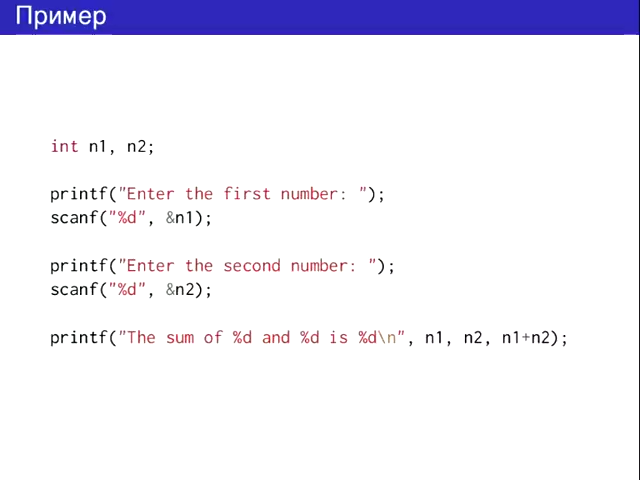 Пример
int n1, n2;
printf("Enter the first number: ");
scanf("%d", &n1);
printf("Enter the second number: ");
scanf("%d", &n2);
printf("The sum of %d and %d is %d\n", n1, n2, n1+n2);